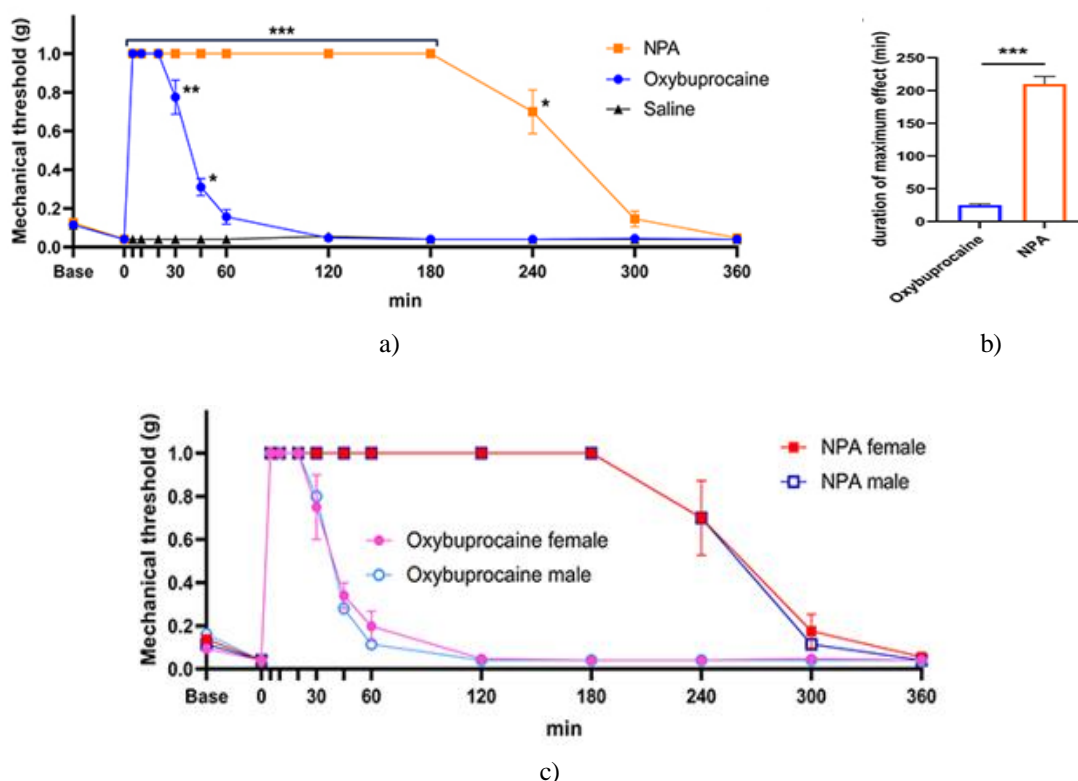 Mechanical threshold (g)
1.0
0.8
0.6
0.4
0.2
0.0
***
**
*
*
NPA
Oxybuprocaine
Saline
Base 0 30 60 120 180 240 300 360
min
a)
duration of maximum effect (min)
250
200
150
100
50
0
***
Oxybuprocaine
NPA
b)
Mechanical threshold (g)
1.0
0.8
0.6
0.4
0.2
0.0
NPA female
NPA male
Oxybuprocaine female
Oxybuprocaine male
Base 0 30 60 120 180 240 300 360
min
c)